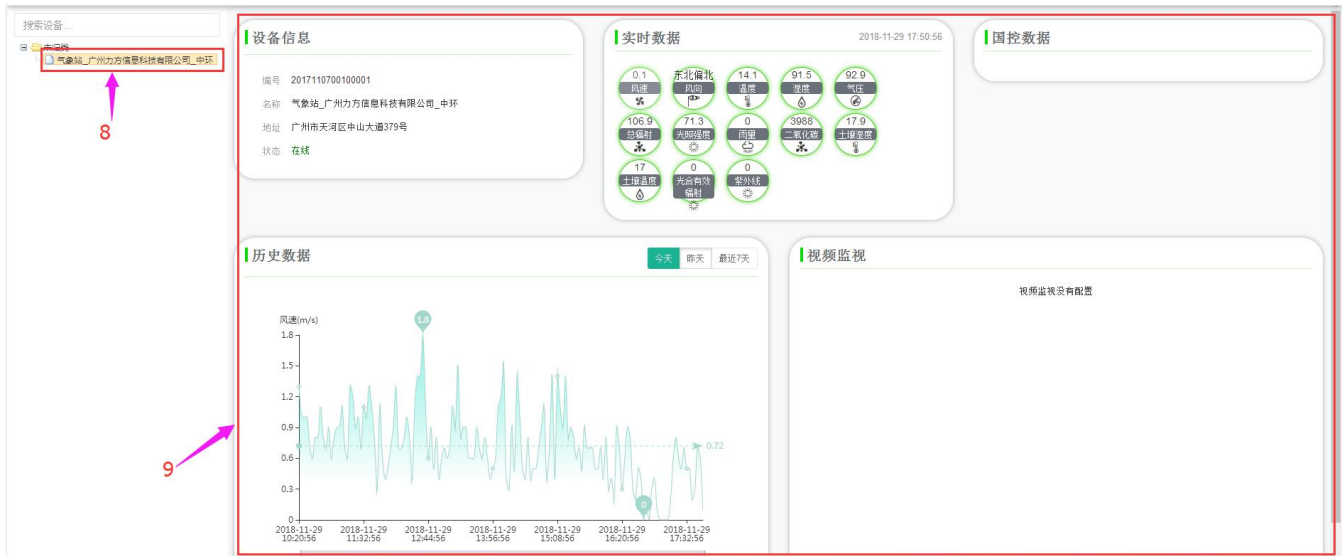 搜索设备...
未归类
气象站_广州力方信息科技有限公司_中环
8
9
设备信息
编号 2017110700100001
名称 气象站_广州力方信息科技有限公司_中环
地址 广州市天河区中山大道379号
状态 在线
实时数据 2018-11-29 17:50:56
0.1 东北偏北 14.1 91.5 92.9
风速 风向 温度 湿度 气压
106.9 71.3 0 3988 17.9
总辐射 光照强度 雨量 二氧化碳 土壤湿度
17 0 0
土壤温度 光合有效辐射 紫外线
国控数据
历史数据 今天 昨天 最近7天
风速(m/s)
1.8
1.8
1.5
1.2
0.9
0.72
0.6
0.3
0
0
2018-11-29 2018-11-29 2018-11-29 2018-11-29 2018-11-29 2018-11-29 2018-11-29
10:20:56 11:32:56 12:44:56 13:56:56 15:08:56 16:20:56 17:32:56
视频监视
视频监视没有配置